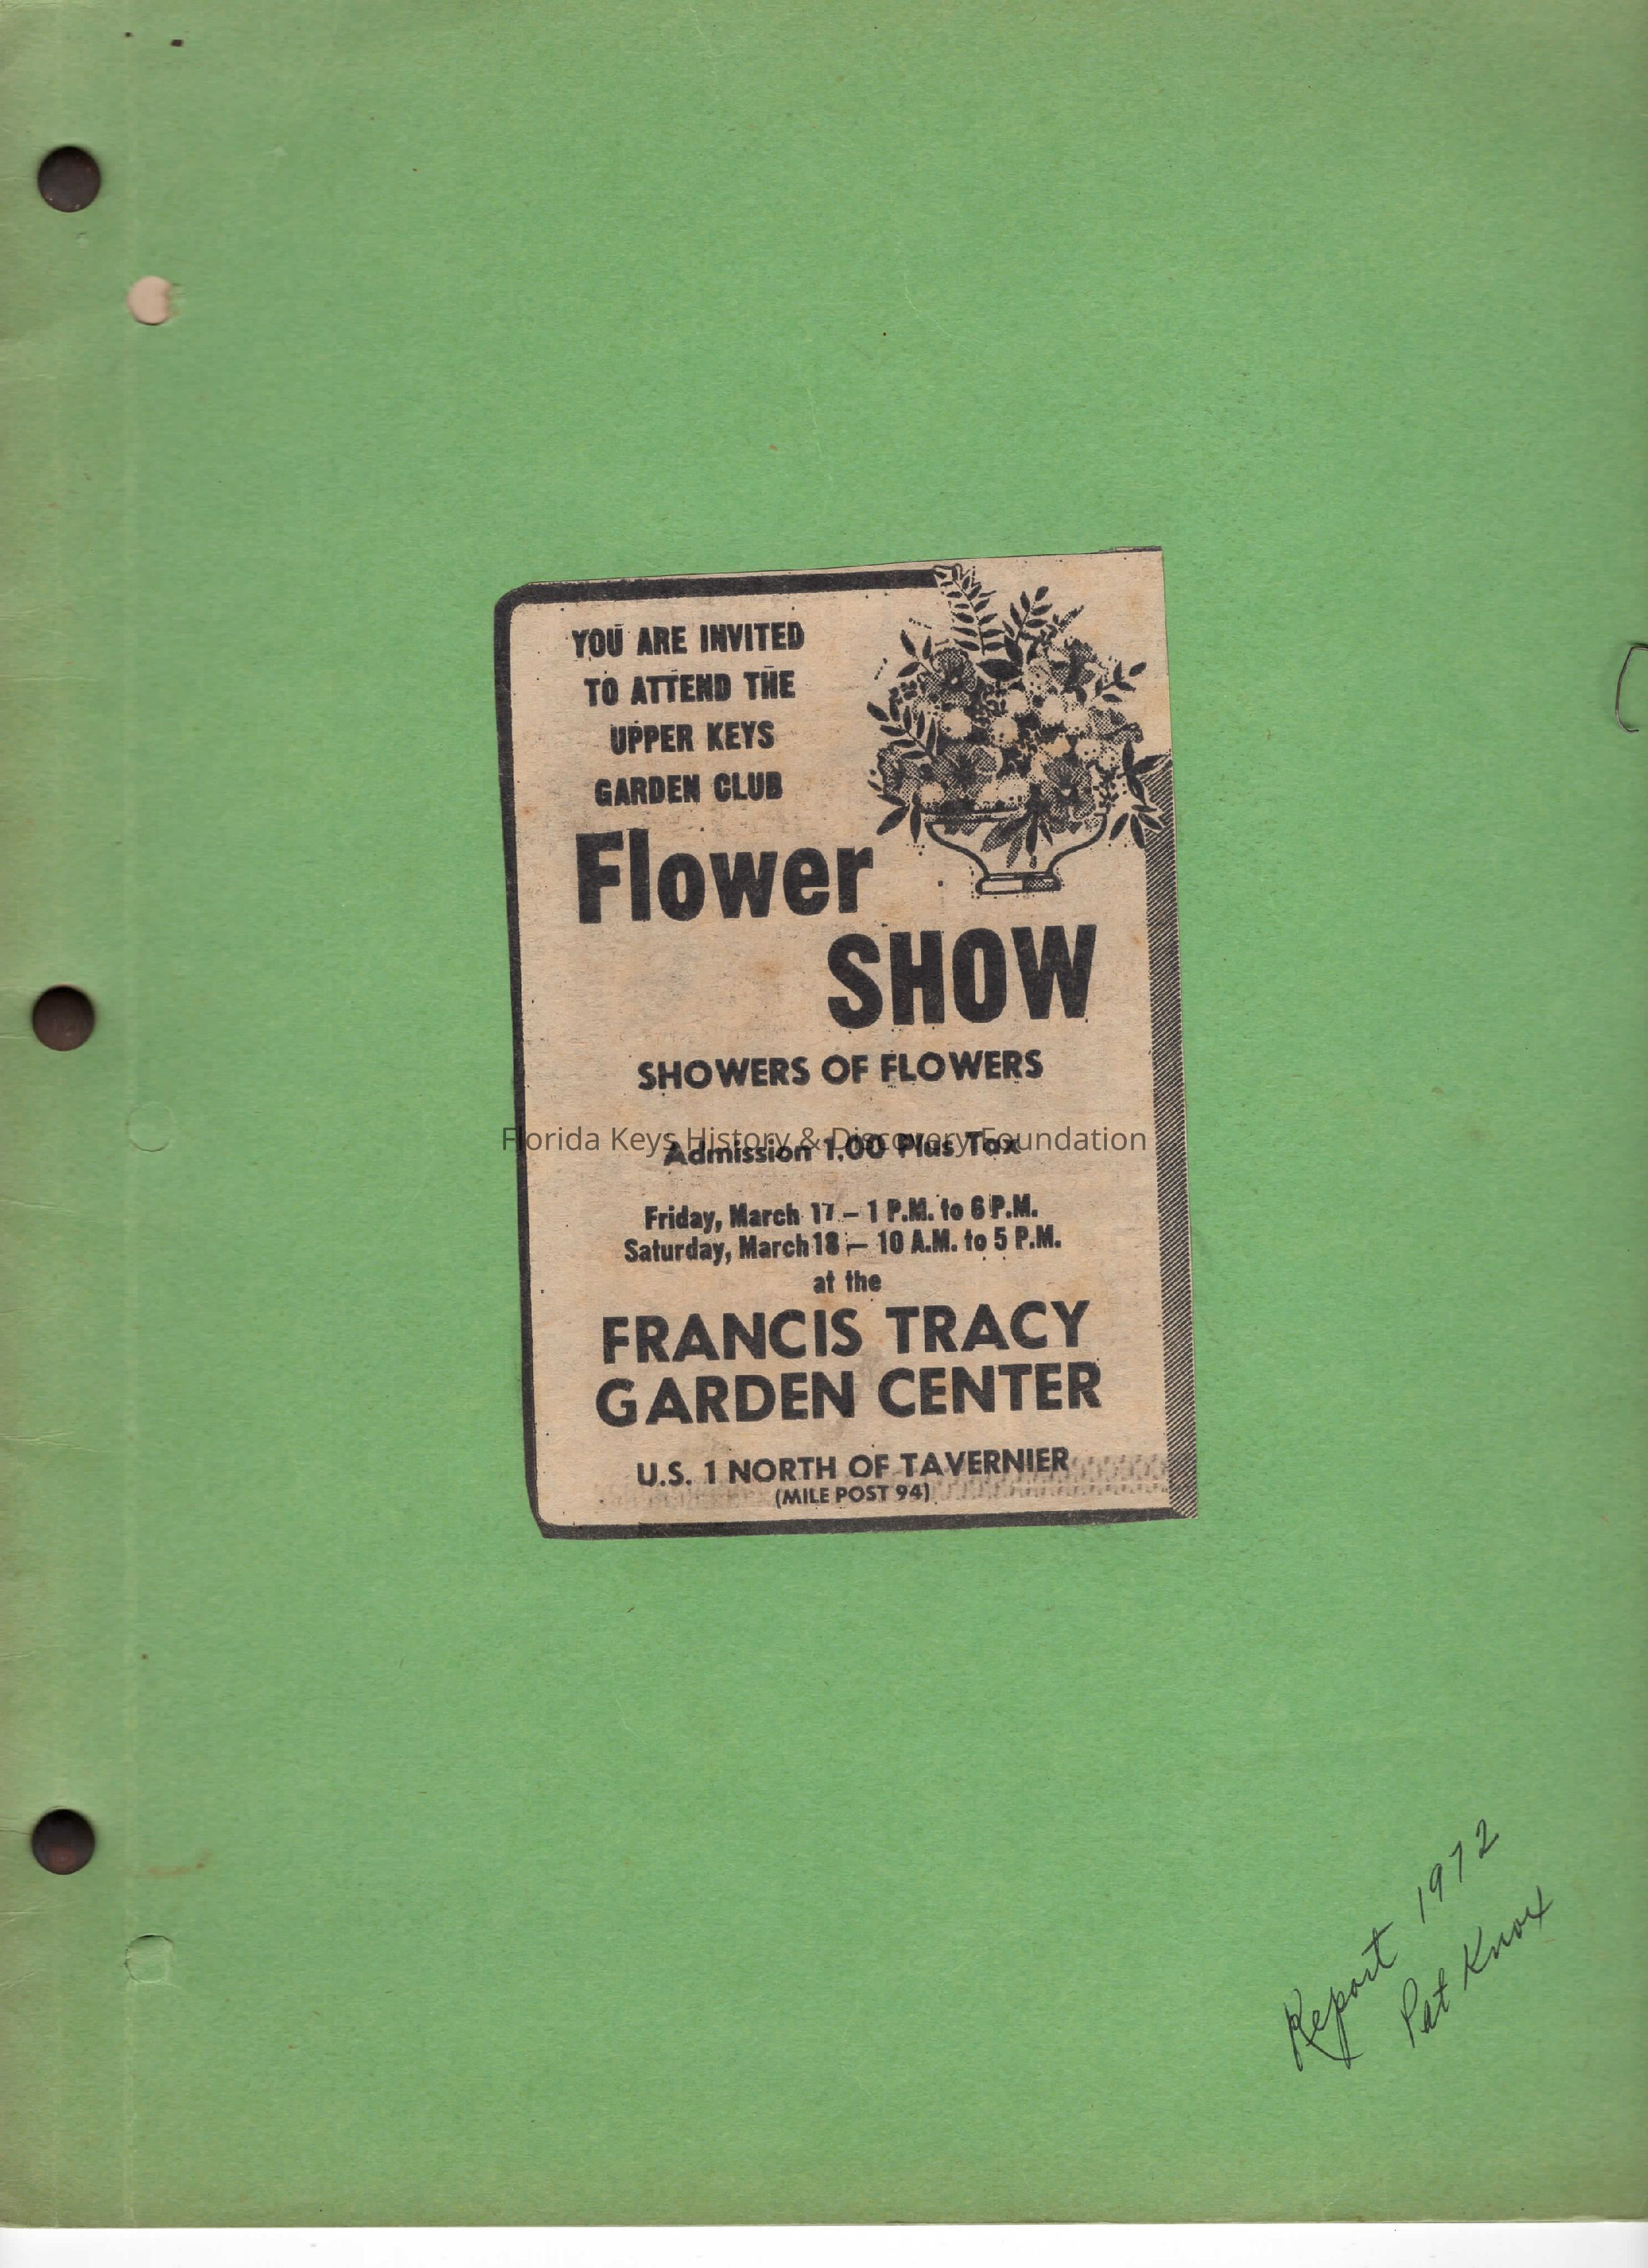 YOU ARE INVITED
TO ATTEND THE
UPPER KEYS
GARDEN CLUB
Flower
SHOW
SHOWERS OF FLOWERS
Florida Keys History & Discovery Foundation
Admission 1.00 Plus Tax
Friday, March 17 – 1 P.M. to 6 P.M.
Saturday, March 18 – 10 A.M. to 5 P.M.
at the
FRANCIS TRACY
GARDEN CENTER
U.S. 1 NORTH OF TAVERNIER
(MILE POST 94)
Report 1972
Pat Knox